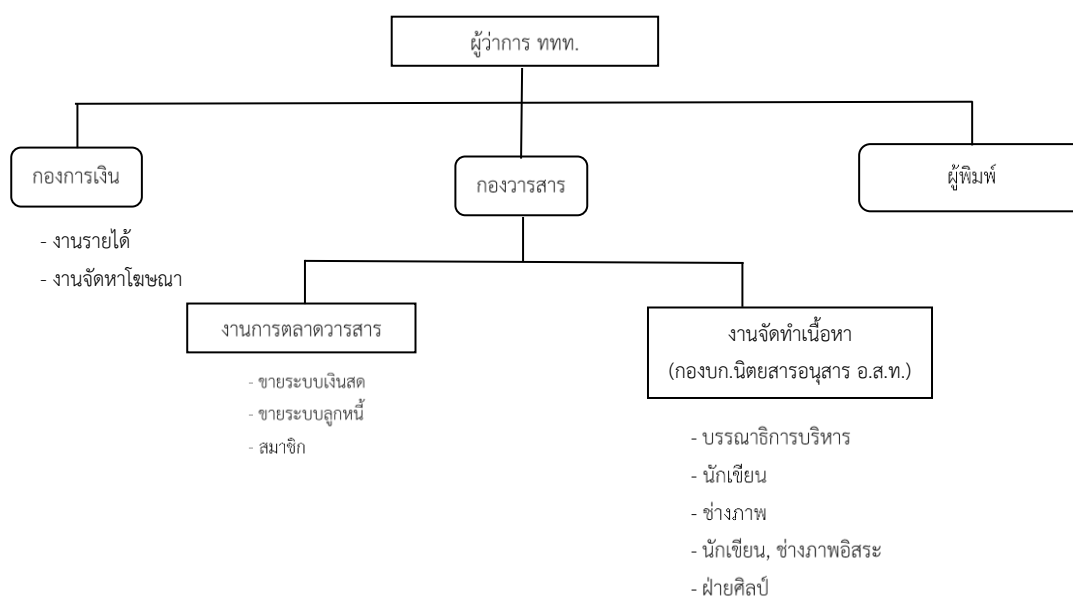 ผู้ว่าการ ททท.
กองการเงิน
กองวารสาร
ผู้พิมพ์
- งานรายได้
- งานจัดหาโฆษณา
งานการตลาดวารสาร
- ขายระบบเงินสด
- ขายระบบลูกหนี้
- สมาชิก
งานจัดทำเนื้อหา
(กองบก.นิตยสารอนุสาร อ.ส.ท.)
- บรรณาธิการบริหาร
- นักเขียน
- ช่างภาพ
- นักเขียน, ช่างภาพอิสระ
- ฝ่ายศิลป์